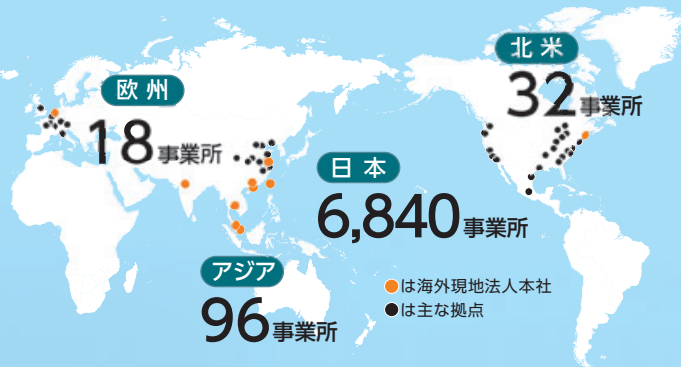 北米
32事業所
欧州
18事業所
日本
6,840事業所
アジア
96事業所
は海外現地法人本社
は主な拠点